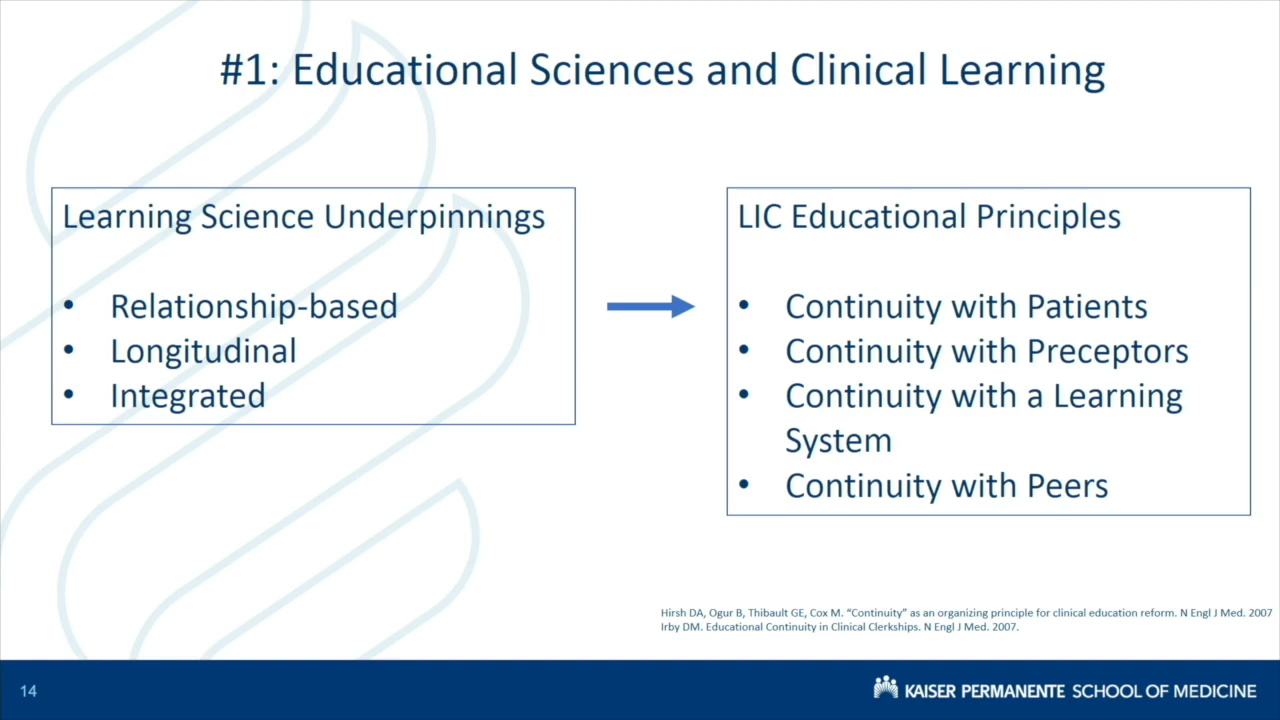 #1: Educational Sciences and Clinical Learning
Learning Science Underpinnings
• Relationship-based
• Longitudinal
• Integrated
LIC Educational Principles
• Continuity with Patients
• Continuity with Preceptors
• Continuity with a Learning
System
• Continuity with Peers
Hirsh DA, Ogur B, Thibault GE, Cox M. “Continuity” as an organizing principle for clinical education reform. N Engl J Med. 2007
Irby DM. Educational Continuity in Clinical Clerkships. N Engl J Med. 2007.
14
KAISER PERMANENTE SCHOOL OF MEDICINE